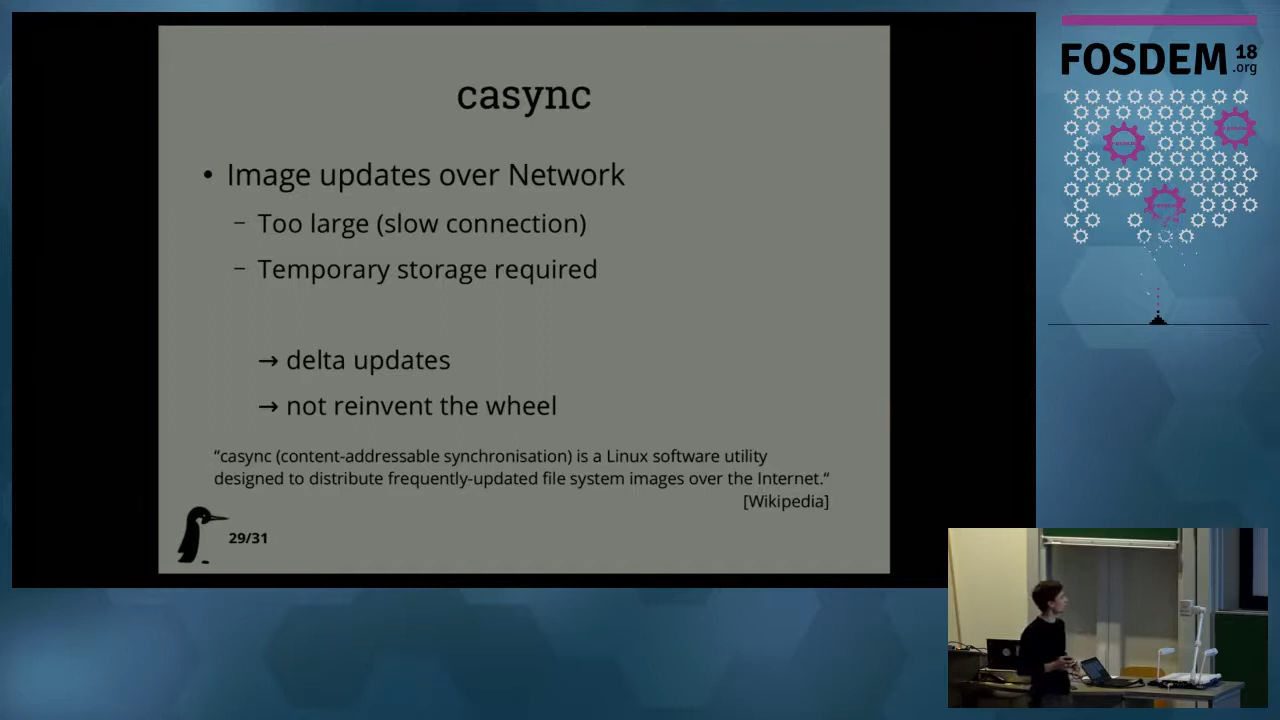 casync
• Image updates over Network
– Too large (slow connection)
– Temporary storage required
→ delta updates
→ not reinvent the wheel
“casync (content-addressable synchronisation) is a Linux software utility
designed to distribute frequently-updated file system images over the Internet.“
[Wikipedia]
29/31
FOSDEM 18
.org